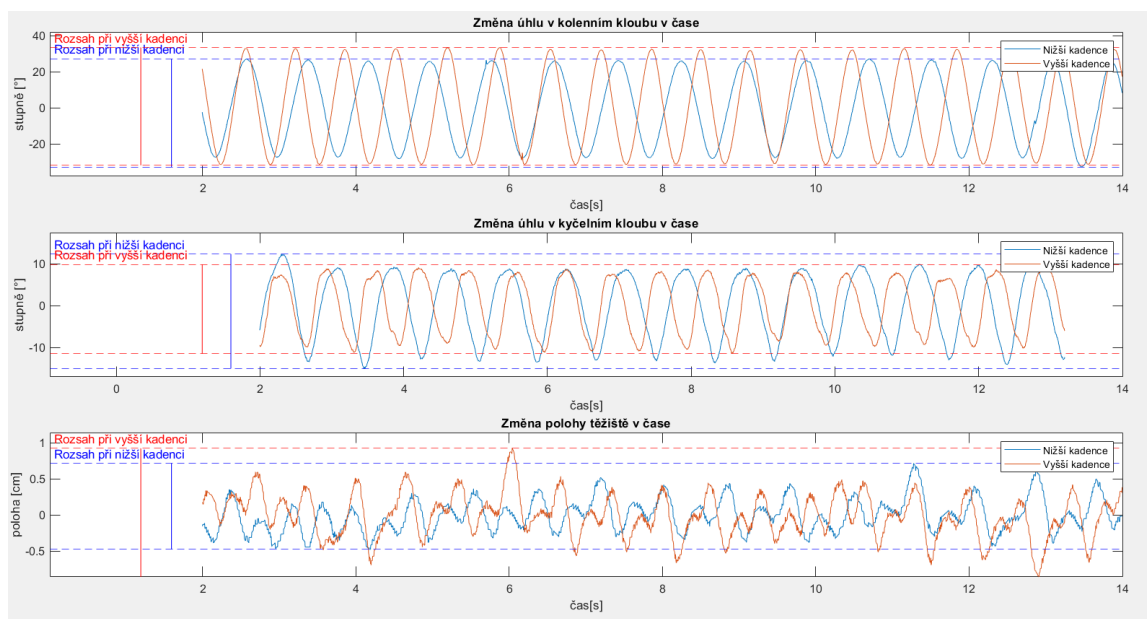 Změna úhlu v kolenním kloubu v čase
Rozsah při vyšší kadenci
Rozsah při nižší kadenci
Nižší kadence
Vyšší kadence
stupně [°]
40
20
0
-20
2
4
6
8
10
12
14
čas[s]
Změna úhlu v kyčelním kloubu v čase
Rozsah při nižší kadenci
Rozsah při vyšší kadenci
Nižší kadence
Vyšší kadence
stupně [°]
10
0
-10
0
2
4
6
8
10
12
14
čas[s]
Změna polohy těžiště v čase
Rozsah při vyšší kadenci
Rozsah při nižší kadenci
Nižší kadence
Vyšší kadence
poloha [cm]
1
0.5
0
-0.5
2
4
6
8
10
12
14
čas[s]